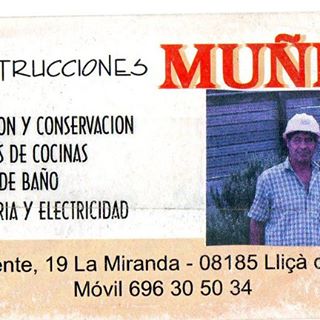 TRUCCIONES MUÑ
ON Y CONSERVACION
S DE COCINAS
DE BAÑO
RIA Y ELECTRICIDAD
ente, 19 La Miranda - 08185 Lliçà d
Móvil 696 30 50 34